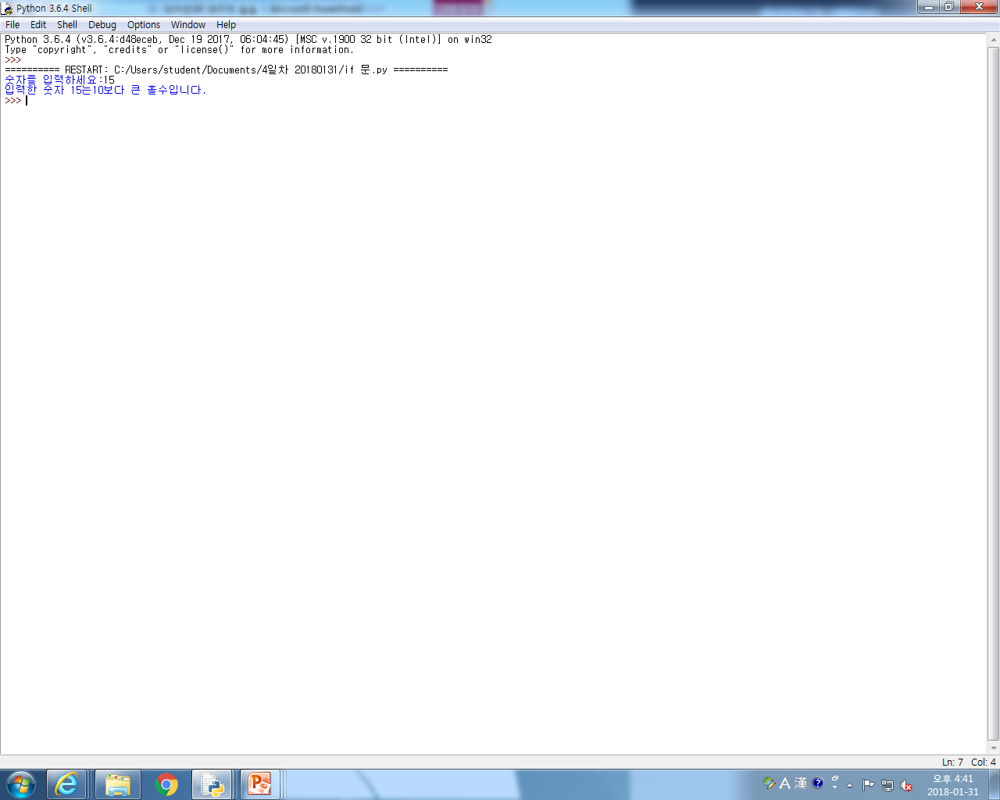 Python 3.6.4 Shell
File Edit Shell Debug Options Window Help
Python 3.6.4 (v3.6.4:d48eceb, Dec 19 2017, 06:04:45) [MSC v.1900 32 bit (Intel)] on win32
Type "copyright", "credits" or "license()" for more information.
>>>
========== RESTART: C:/Users/student/Documents/4일차 20180131/if 문.py ==========
숫자를 입력하세요:15
입력한 숫자 15는10보다 큰 홀수입니다.
>>>
Ln: 7 Col: 4
A 漢
오후 4:41
2018-01-31